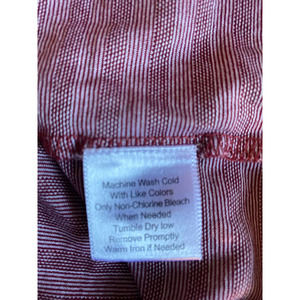 Machine Wash Cold
With Like Colors
Only Non-Chlorine Bleach
When Needed
Tumble Dry low
Remove Promptly
Warm Iron if Needed